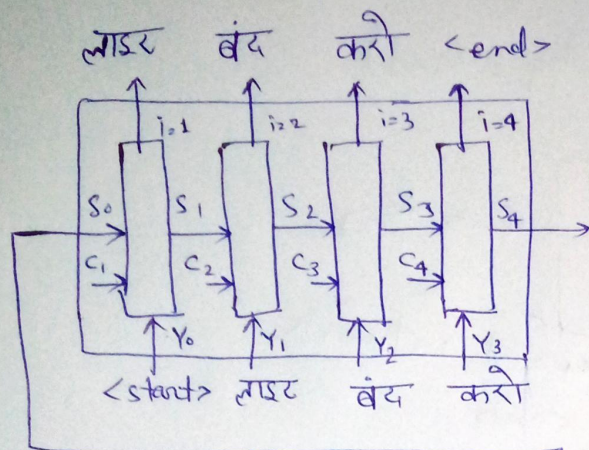 लाइट बंद करो <end>
i=1 i=2 i=3 i=4
S0 S1 S2 S3 S4
C1 C2 C3 C4
Y0 Y1 Y2 Y3
<start> लाइट बंद करो